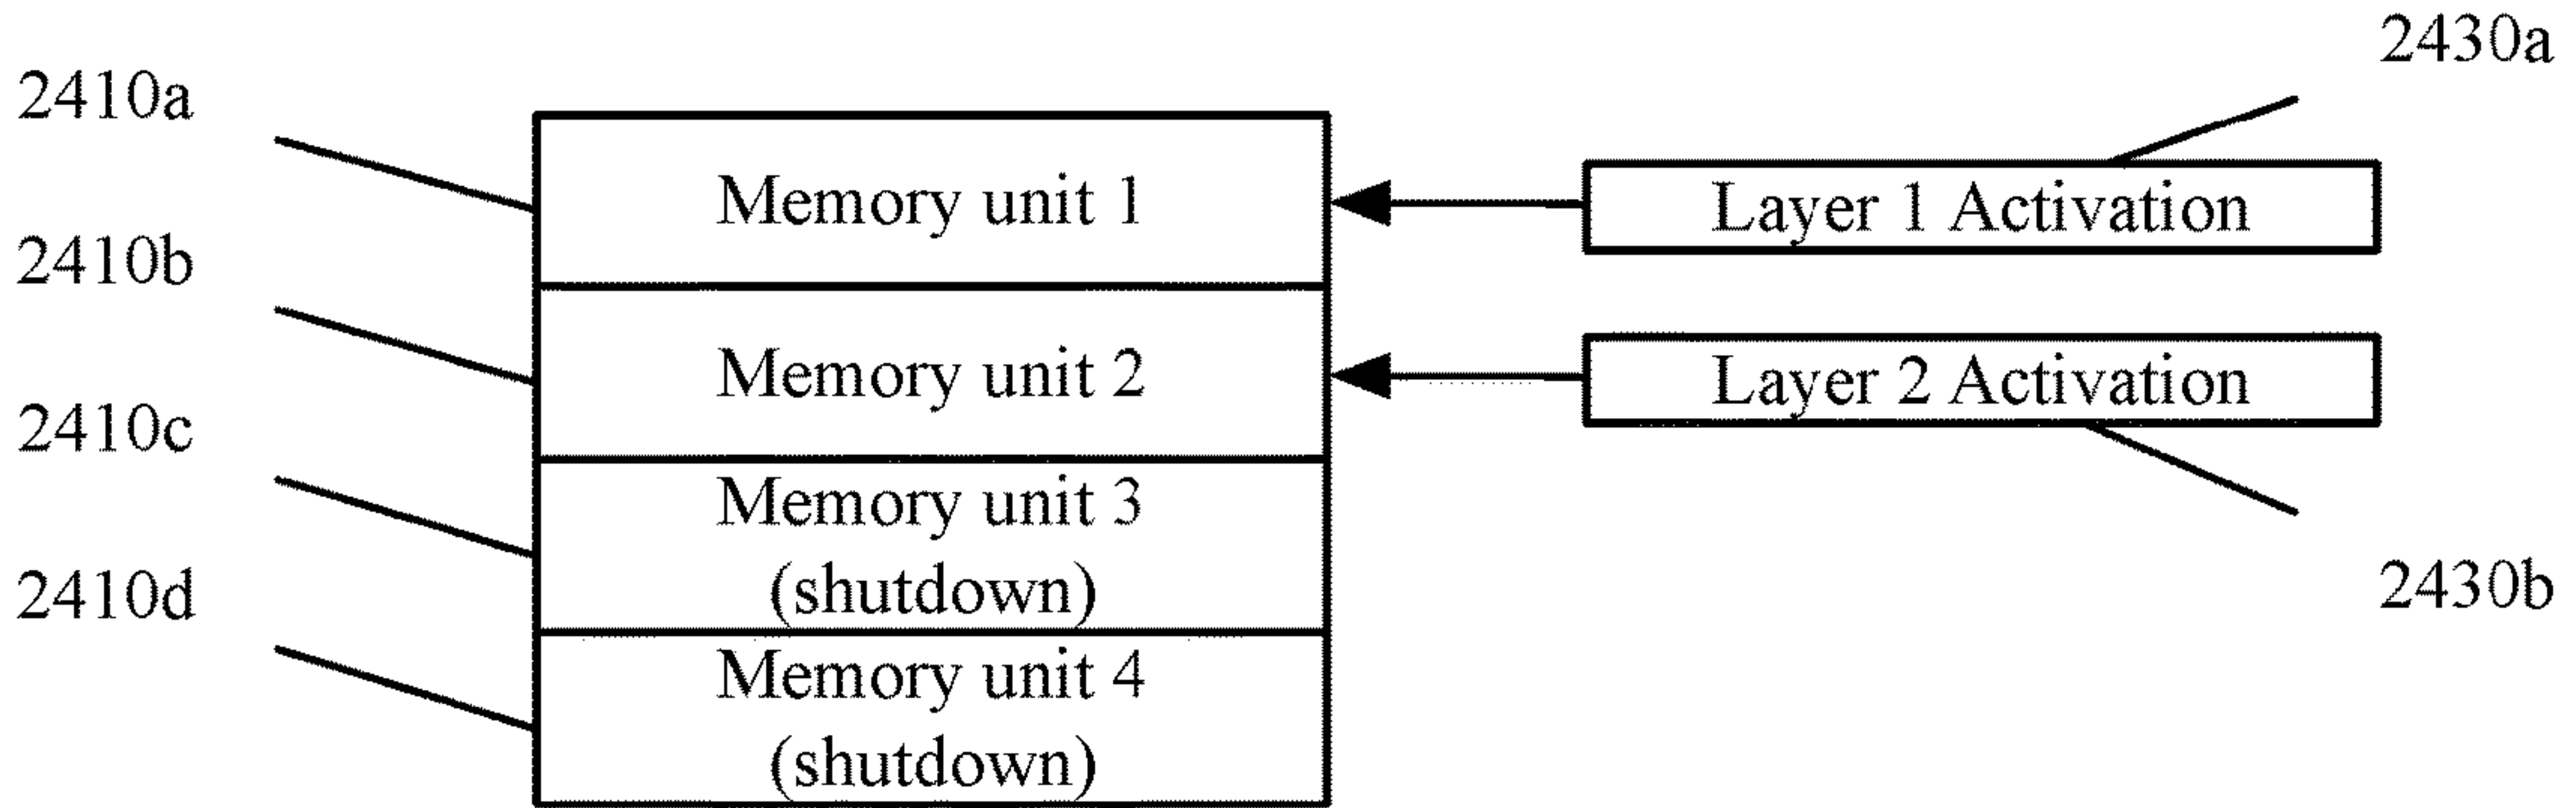 2430a
2410a
Memory unit 1
Layer 1 Activation
2410b
Memory unit 2
Layer 2 Activation
2410c
Memory unit 3
(shutdown)
2410d
2430b
Memory unit 4
(shutdown)